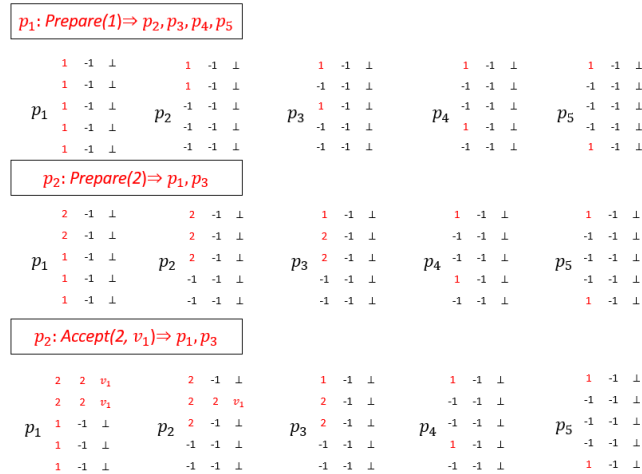 p₁: Prepare(1)⇒ p₂, p₃, p₄, p₅
1 -1 ⊥ 1 -1 ⊥ 1 -1 ⊥ 1 -1 ⊥ 1 -1 ⊥
1 -1 ⊥ 1 -1 ⊥ -1 -1 ⊥ -1 -1 ⊥ -1 -1 ⊥
1 -1 ⊥ -1 -1 ⊥ 1 -1 ⊥ -1 -1 ⊥ -1 -1 ⊥
p₁ p₂ p₃ p₄ p₅
1 -1 ⊥ -1 -1 ⊥ -1 -1 ⊥ 1 -1 ⊥ -1 -1 ⊥
1 -1 ⊥ -1 -1 ⊥ -1 -1 ⊥ -1 -1 ⊥ 1 -1 ⊥
p₂: Prepare(2)⇒ p₁, p₃
2 -1 ⊥ 2 -1 ⊥ 1 -1 ⊥ 1 -1 ⊥ 1 -1 ⊥
2 -1 ⊥ 2 -1 ⊥ 2 -1 ⊥ -1 -1 ⊥ -1 -1 ⊥
1 -1 ⊥ 2 -1 ⊥ 2 -1 ⊥ -1 -1 ⊥ -1 -1 ⊥
p₁ p₂ p₃ p₄ p₅
1 -1 ⊥ -1 -1 ⊥ -1 -1 ⊥ 1 -1 ⊥ -1 -1 ⊥
1 -1 ⊥ -1 -1 ⊥ -1 -1 ⊥ -1 -1 ⊥ 1 -1 ⊥
p₂: Accept(2, v₁)⇒ p₁, p₃
2 2 v₁ 2 -1 ⊥ 1 -1 ⊥ 1 -1 ⊥ 1 -1 ⊥
2 2 v₁ 2 2 v₁ 2 -1 ⊥ -1 -1 ⊥ -1 -1 ⊥
1 -1 ⊥ 2 -1 ⊥ 2 -1 ⊥ -1 -1 ⊥ -1 -1 ⊥
p₁ p₂ p₃ p₄ p₅
1 -1 ⊥ -1 -1 ⊥ -1 -1 ⊥ 1 -1 ⊥ -1 -1 ⊥
1 -1 ⊥ -1 -1 ⊥ -1 -1 ⊥ -1 -1 ⊥ 1 -1 ⊥